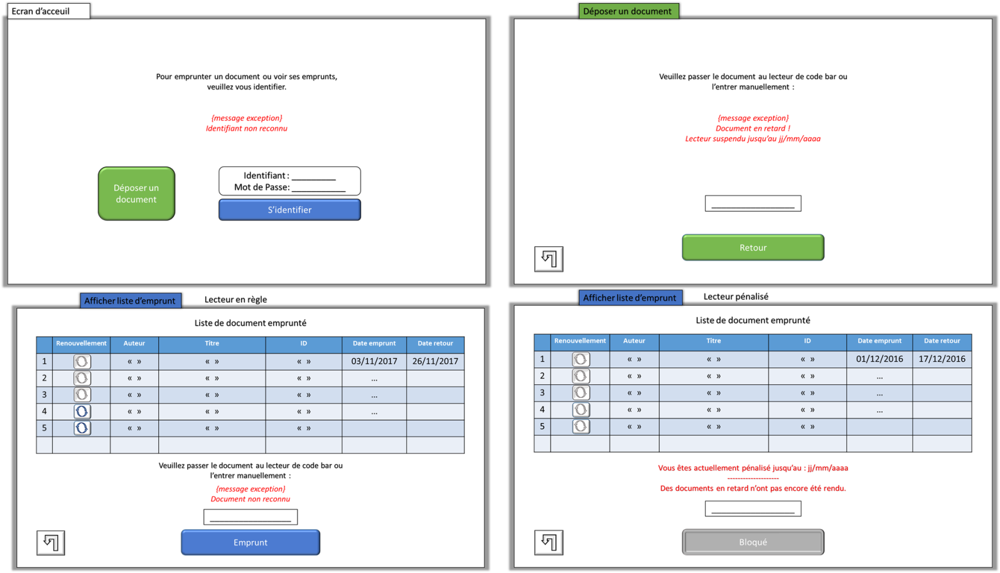 Ecran d'acceuil
Pour emprunter un document ou voir ses emprunts,
veuillez vous identifier.
{message exception}
Identifiant non reconnu
Déposer un
document
Identifiant : _________
Mot de Passe: ___________
S'identifier
Déposer un document
Veuillez passer le document au lecteur de code bar ou
l'entrer manuellement :
{message exception}
Document en retard !
Lecteur suspendu jusqu'au jj/mm/aaaa
Retour
Afficher liste d'emprunt
Lecteur en règle
Liste de document emprunté
Renouvellement Auteur Titre ID Date emprunt Date retour
1 « » « » « » 03/11/2017 26/11/2017
2 « » « » « » ...
3 « » « » « » ...
4 « » « » « » ...
5 « » « » « »
Veuillez passer le document au lecteur de code bar ou
l'entrer manuellement :
{message exception}
Document non reconnu
Emprunt
Afficher liste d'emprunt
Lecteur pénalisé
Liste de document emprunté
Renouvellement Auteur Titre ID Date emprunt Date retour
1 « » « » « » 01/12/2016 17/12/2016
2 « » « » « » ...
3 « » « » « » ...
4 « » « » « » ...
5 « » « » « »
Vous êtes actuellement pénalisé jusqu'au : jj/mm/aaaa
--------------------
Des documents en retard n'ont pas encore été rendu.
Bloqué